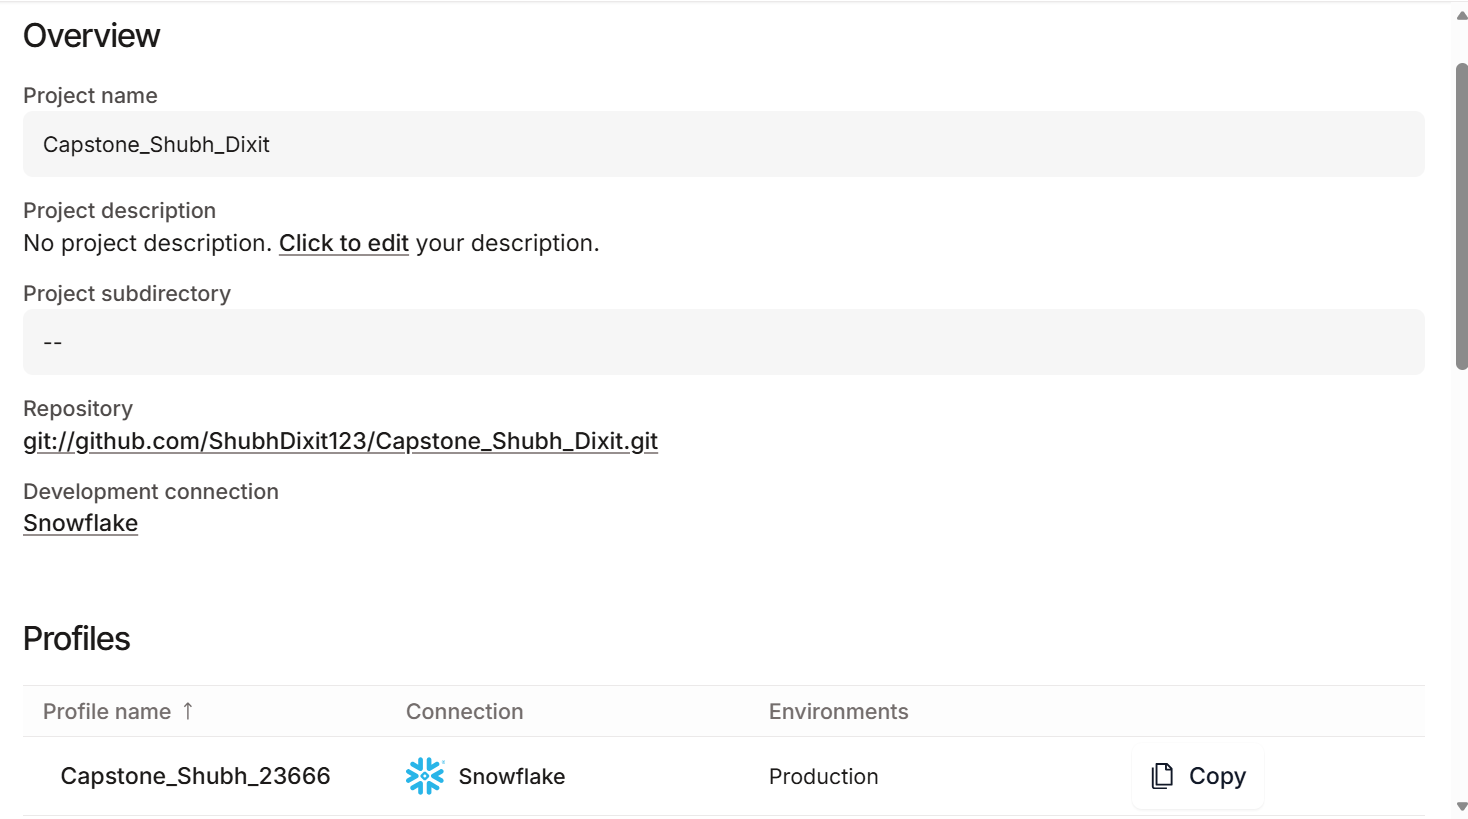 Overview
Project name
Capstone_Shubh_Dixit
Project description
No project description. Click to edit your description.
Project subdirectory
--
Repository
git://github.com/ShubhDixit123/Capstone_Shubh_Dixit.git
Development connection
Snowflake
Profiles
Profile name ↑ Connection Environments
Capstone_Shubh_23666 Snowflake Production Copy